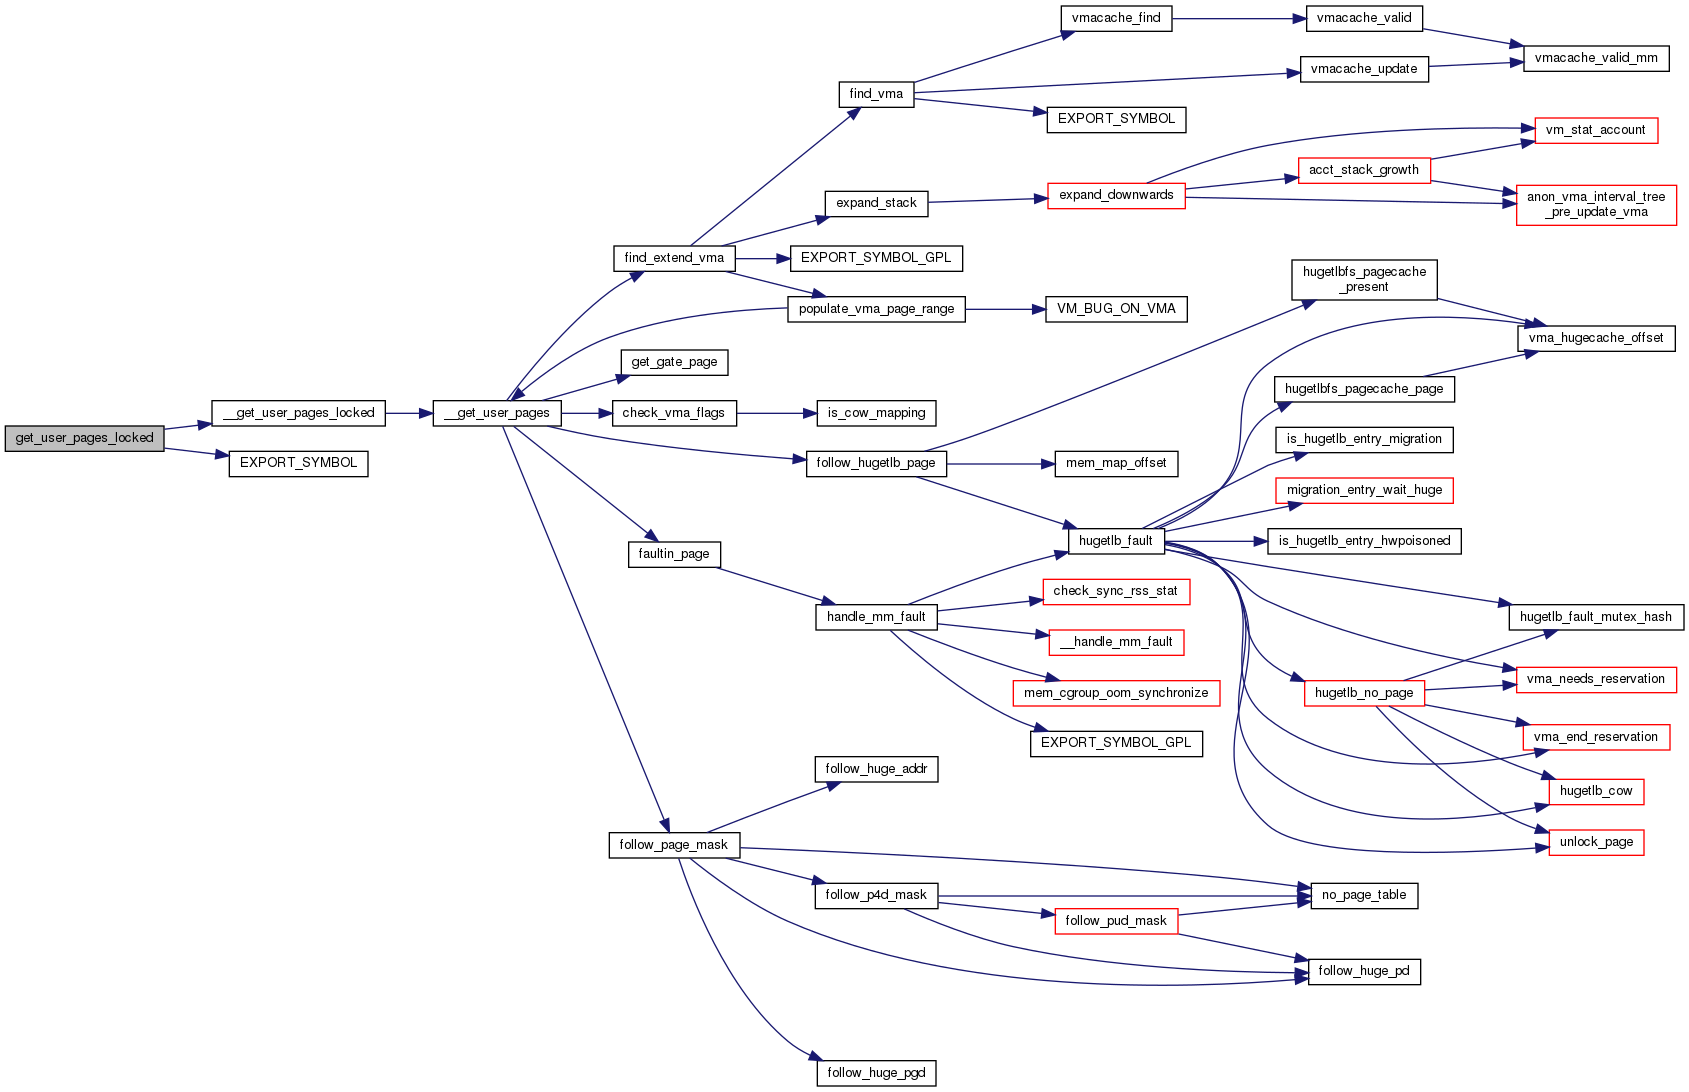 vmacache_find
vmacache_valid
vmacache_valid_mm
vmacache_update
find_vma
EXPORT_SYMBOL
vm_stat_account
acct_stack_growth
expand_downwards
anon_vma_interval_tree
_pre_update_vma
expand_stack
find_extend_vma
EXPORT_SYMBOL_GPL
hugetlbfs_pagecache
_present
populate_vma_page_range
VM_BUG_ON_VMA
vma_hugecache_offset
get_gate_page
hugetlbfs_pagecache_page
__get_user_pages_locked
__get_user_pages
check_vma_flags
is_cow_mapping
get_user_pages_locked
is_hugetlb_entry_migration
EXPORT_SYMBOL
follow_hugetlb_page
mem_map_offset
migration_entry_wait_huge
hugetlb_fault
is_hugetlb_entry_hwpoisoned
faultin_page
check_sync_rss_stat
handle_mm_fault
hugetlb_fault_mutex_hash
__handle_mm_fault
vma_needs_reservation
mem_cgroup_oom_synchronize
hugetlb_no_page
vma_end_reservation
EXPORT_SYMBOL_GPL
follow_huge_addr
hugetlb_cow
follow_page_mask
unlock_page
follow_p4d_mask
no_page_table
follow_pud_mask
follow_huge_pd
follow_huge_pgd